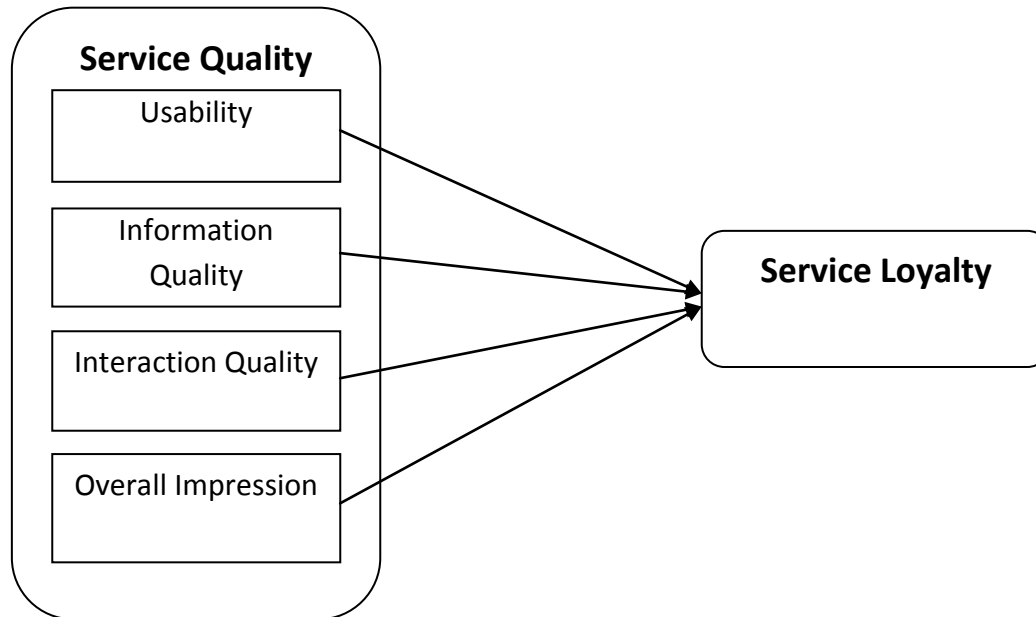 Service Quality
Usability
Information
Quality
Interaction Quality
Overall Impression
Service Loyalty